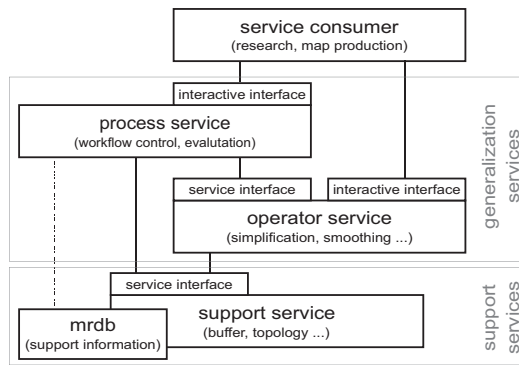 service consumer
(research, map production)
interactive interface
process service
(workflow control, evalutation)
service interface
interactive interface
operator service
(simplification, smoothing ...)
generalization
services
service interface
support service
(buffer, topology ...)
mrdb
(support information)
support
services